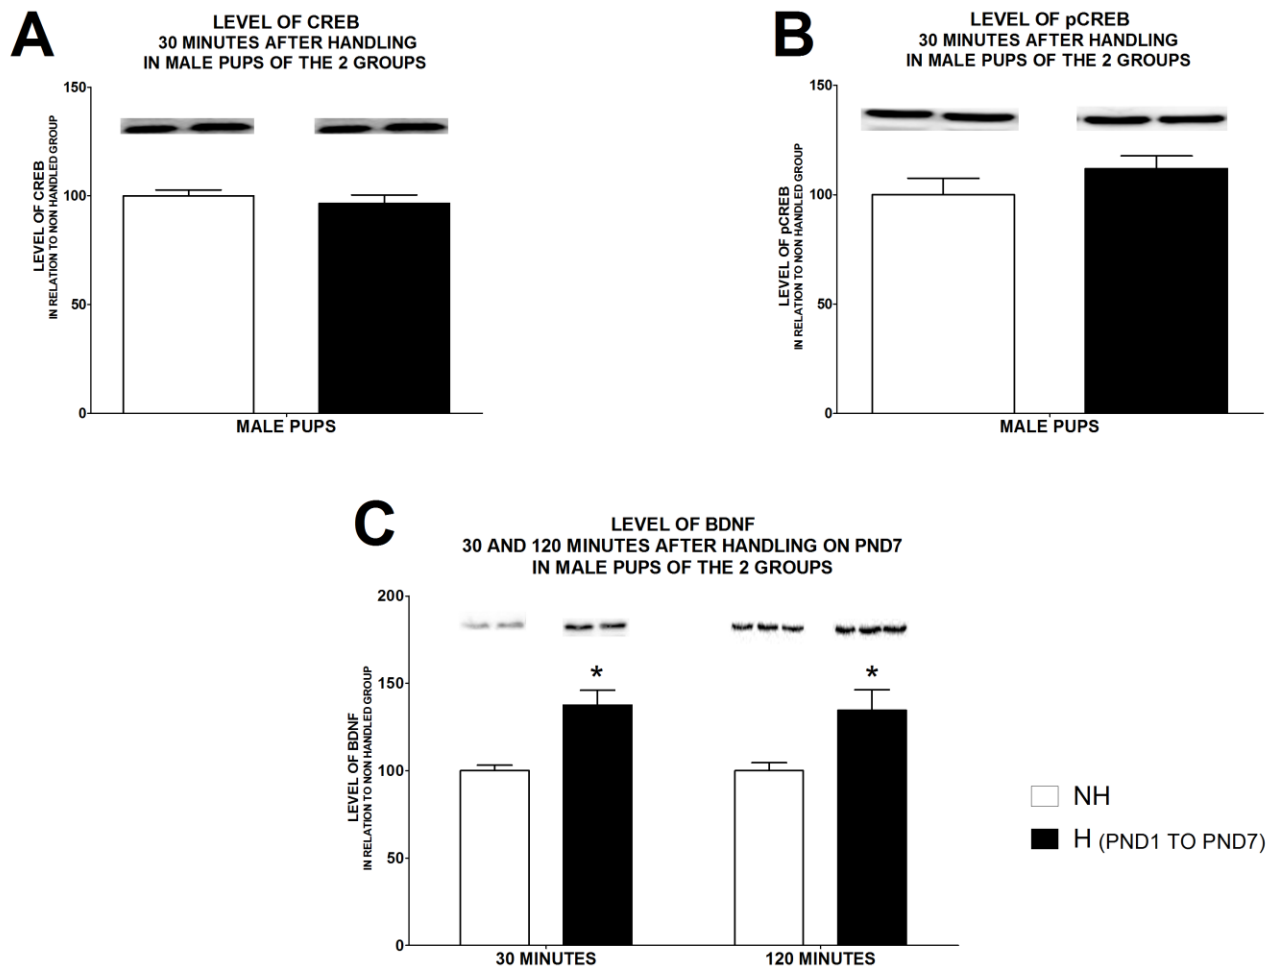 A
LEVEL OF CREB
30 MINUTES AFTER HANDLING
IN MALE PUPS OF THE 2 GROUPS
LEVEL OF CREB
IN RELATION TO NON HANDLED GROUP
150
100
50
0
MALE PUPS
B
LEVEL OF pCREB
30 MINUTES AFTER HANDLING
IN MALE PUPS OF THE 2 GROUPS
LEVEL OF pCREB
IN RELATION TO NON HANDLED GROUP
150
100
50
0
MALE PUPS
C
LEVEL OF BDNF
30 AND 120 MINUTES AFTER HANDLING ON PND7
IN MALE PUPS OF THE 2 GROUPS
LEVEL OF BDNF
IN RELATION TO NON HANDLED GROUP
200
150
100
50
0
* *
30 MINUTES 120 MINUTES
NH
H (PND1 TO PND7)